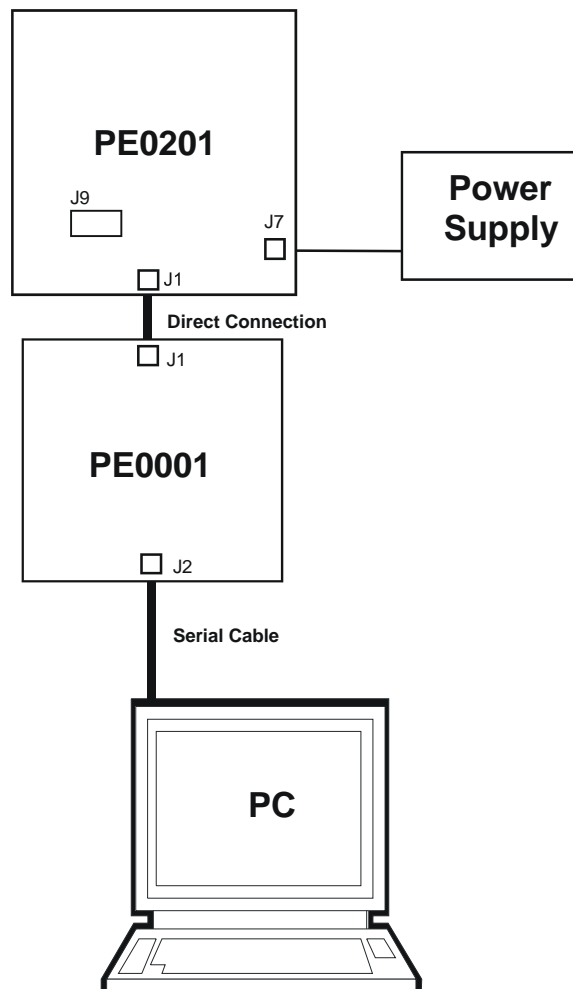 PE0201
Power
Supply
J9
J7
J1
Direct Connection
J1
PE0001
J2
Serial Cable
PC